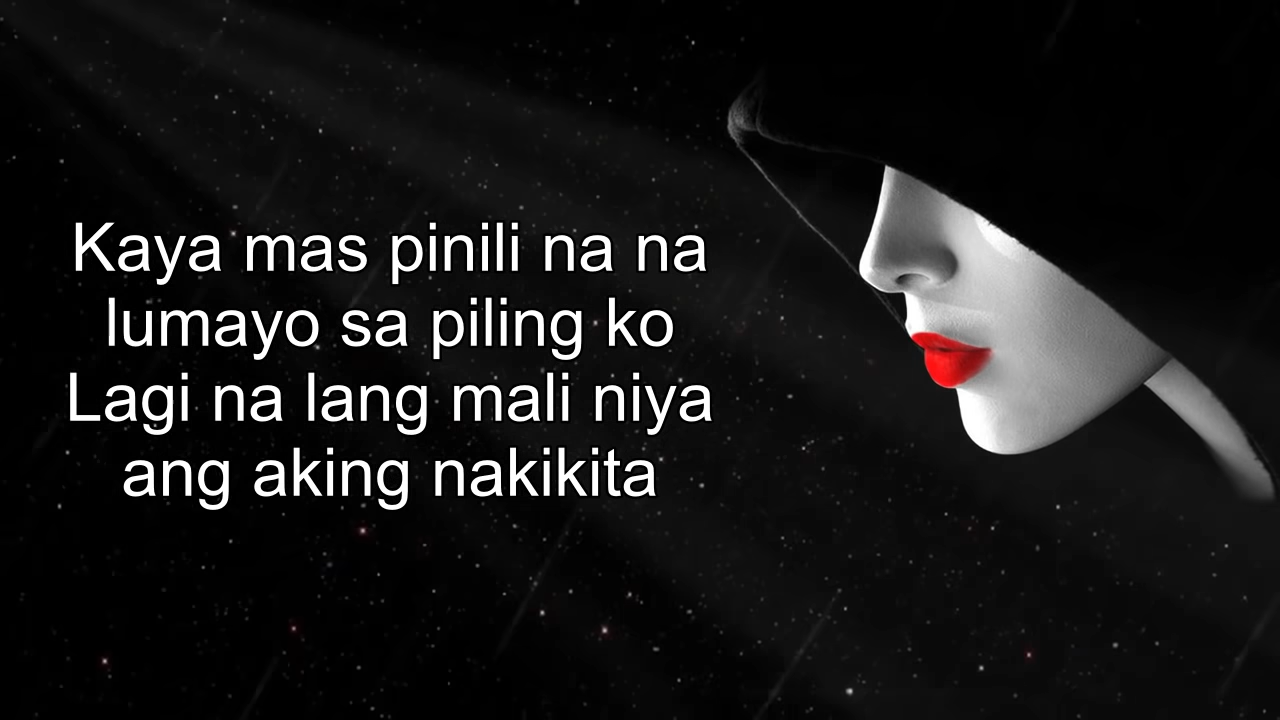 Kaya mas pinili na na
lumayo sa piling ko
Lagi na lang mali niya
ang aking nakikita